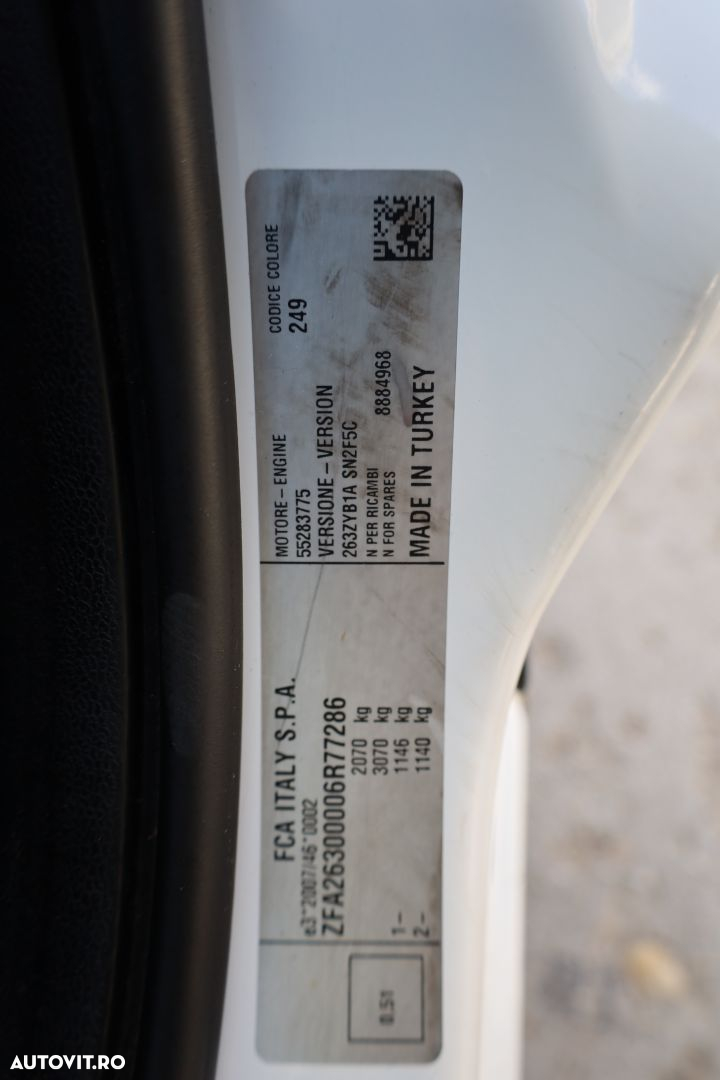 FCA ITALY S.P.A.
e3*2007/46*0002
ZFA26300006R77286
2070 kg
3070 kg
1- 1146 kg
2- 1140 kg
0.51
MOTORE - ENGINE
55283775
VERSIONE - VERSION
263ZYB1A SN2F5C
N PER RICAMBI
N FOR SPARES 8884968
MADE IN TURKEY
CODICE COLORE
249
AUTOVIT.RO